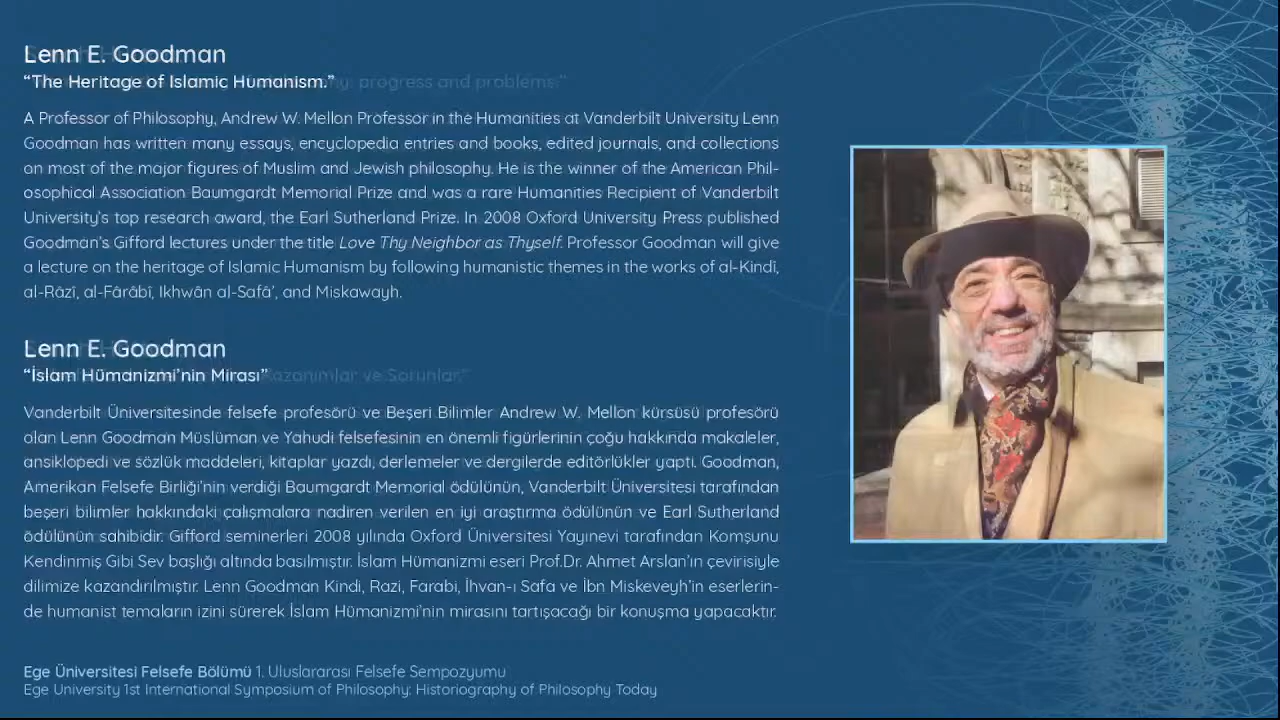 Lenn E. Goodman
“The Heritage of Islamic Humanism.”
progress and problems.”
A Professor of Philosophy, Andrew W. Mellon Professor in the Humanities at Vanderbilt University Lenn
Goodman has written many essays, encyclopedia entries and books, edited journals, and collections
on most of the major figures of Muslim and Jewish philosophy. He is the winner of the American Phil-
osophical Association Baumgardt Memorial Prize and was a rare Humanities Recipient of Vanderbilt
University’s top research award, the Earl Sutherland Prize. In 2008 Oxford University Press published
Goodman’s Gifford lectures under the title Love Thy Neighbor as Thyself. Professor Goodman will give
a lecture on the heritage of Islamic Humanism by following humanistic themes in the works of al-Kindî,
al-Râzî, al-Fârâbî, Ikhwân al-Safâ’, and Miskawayh.
Lenn E. Goodman
“İslam Hümanizmi’nin Mirası”
Kazanımlar ve Sorunlar.”
Vanderbilt Üniversitesinde felsefe profesörü ve Beşeri Bilimler Andrew W. Mellon kürsüsü profesörü
olan Lenn Goodman Müslüman ve Yahudi felsefesinin en önemli figürlerinin çoğu hakkında makaleler,
ansiklopedi ve sözlük maddeleri, kitaplar yazdı, derlemeler ve dergilerde editörlükler yaptı. Goodman,
Amerikan Felsefe Birliği’nin verdiği Baumgardt Memorial ödülünün, Vanderbilt Üniversitesi tarafından
beşeri bilimler hakkındaki çalışmalara nadiren verilen en iyi araştırma ödülünün ve Earl Sutherland
ödülünün sahibidir. Gifford seminerleri 2008 yılında Oxford Üniversitesi Yayınevi tarafından Komşunu
Kendinmiş Gibi Sev başlığı altında basılmıştır. İslam Hümanizmi eseri Prof.Dr. Ahmet Arslan’ın çevirisiyle
dilimize kazandırılmıştır. Lenn Goodman Kindi, Razi, Farabi, İhvan-ı Safa ve İbn Miskeveyh’in eserlerin-
de humanist temaların izini sürerek İslam Hümanizmi’nin mirasını tartışacağı bir konuşma yapacaktır.
Ege Üniversitesi Felsefe Bölümü 1. Uluslararası Felsefe Sempozyumu
Ege University 1st International Symposium of Philosophy: Historiography of Philosophy Today